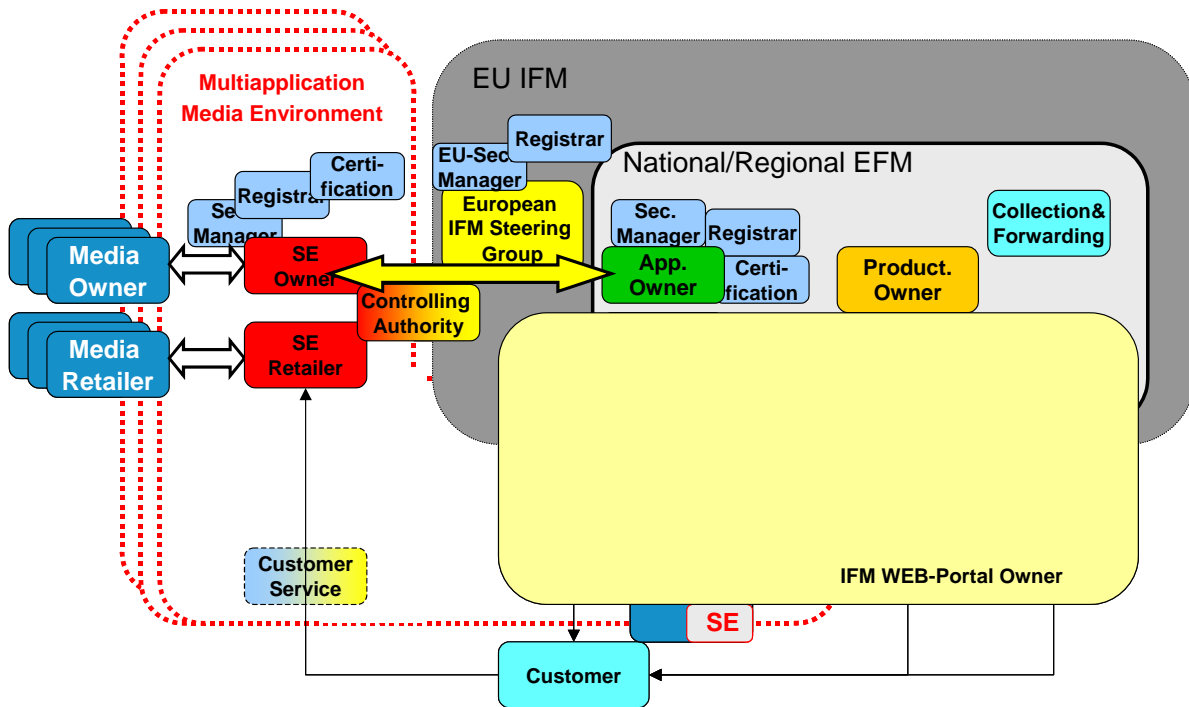 Multiapplication
Media Environment
EU IFM
Registrar
EU-Sec.
Manager
National/Regional EFM
Certi-
fication
Registrar
Sec.
Manager
European
IFM Steering
Group
Sec.
Manager
Registrar
Certi-
fication
Collection&
Forwarding
Media
Owner
SE
Owner
App.
Owner
Product.
Owner
Controlling
Authority
Media
Retailer
SE
Retailer
Customer
Service
IFM WEB-Portal Owner
SE
Customer